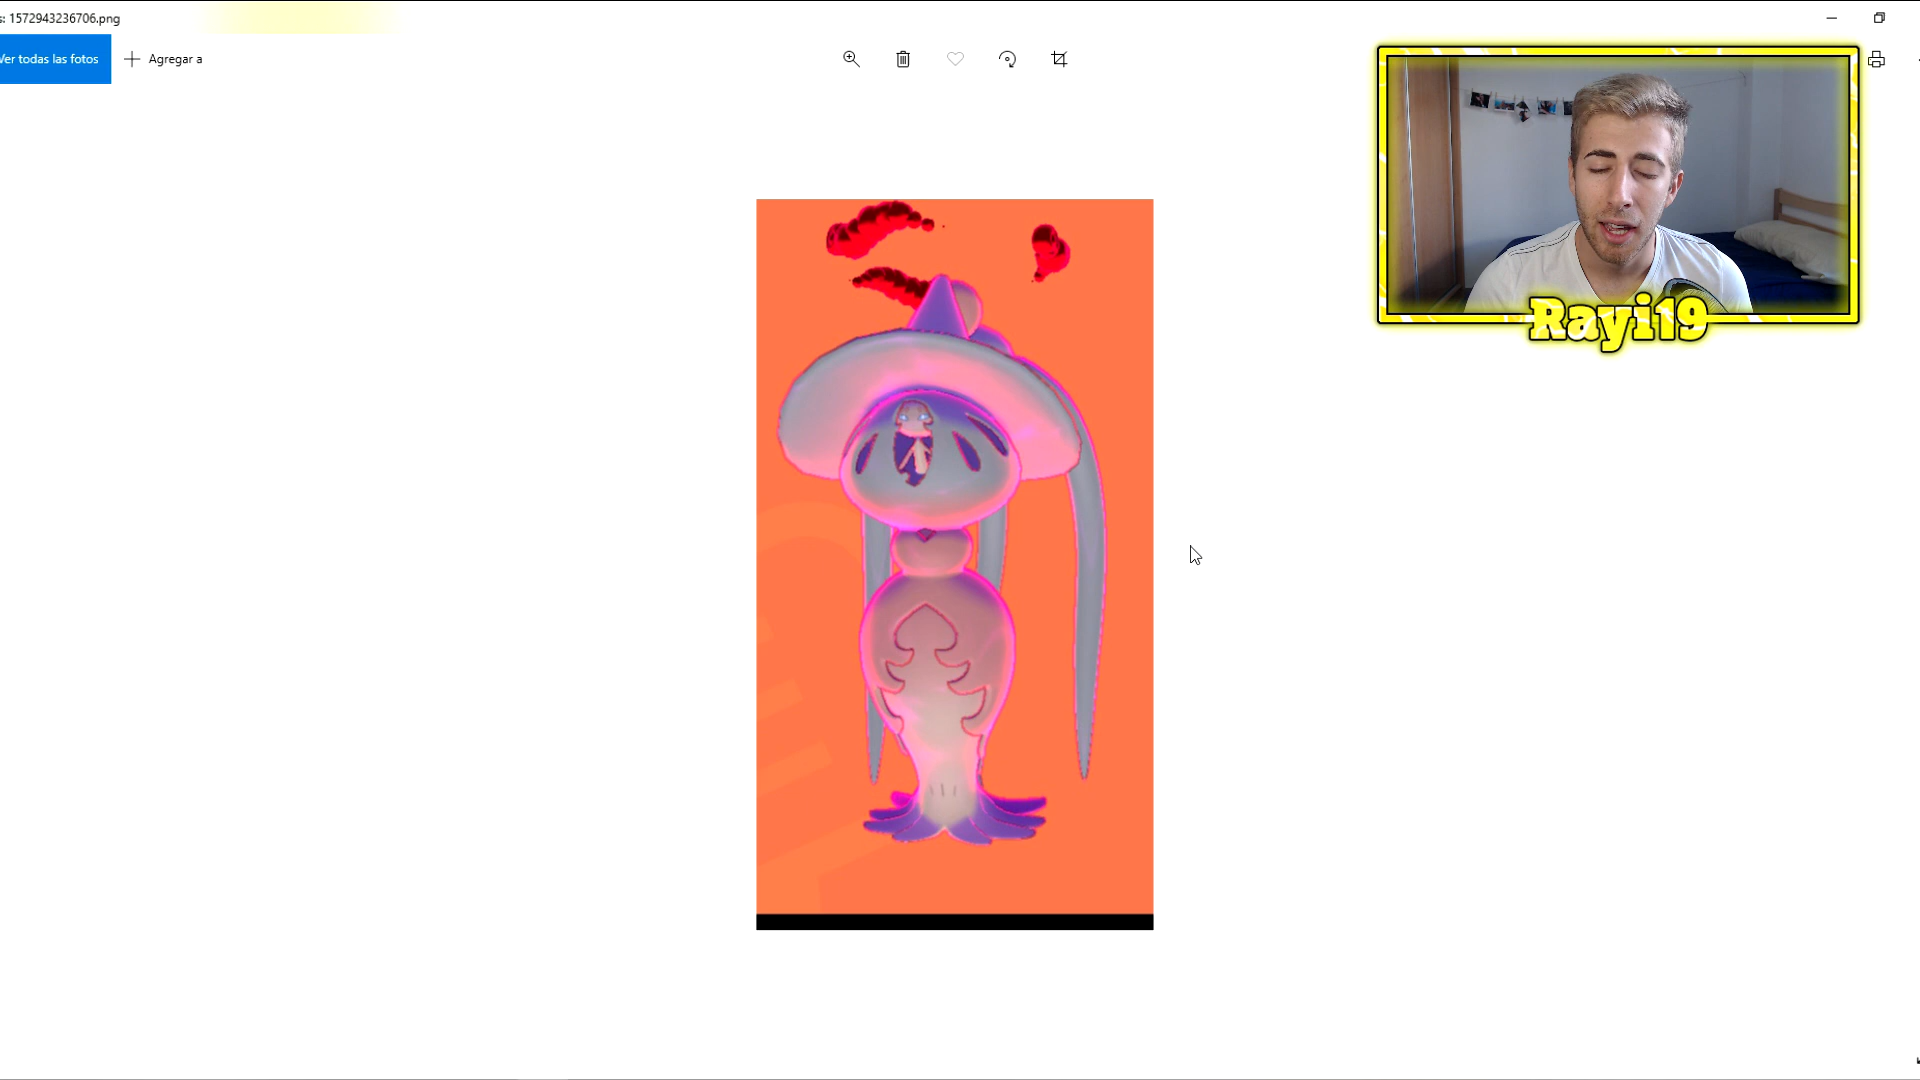 s: 1572943236706.png
Ver todas las fotos
Agregar a
Rayi19